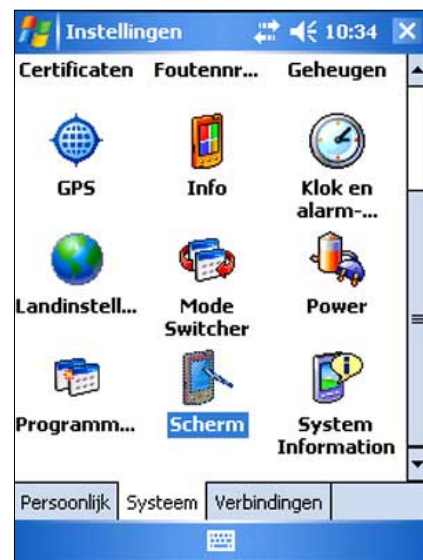 Instellingen 10:34
Certificaten Foutennr... Geheugen
GPS Info Klok en
alarm-...
Landinstell... Mode Power
Switcher
Programm... Scherm System
Information
Persoonlijk Systeem Verbindingen